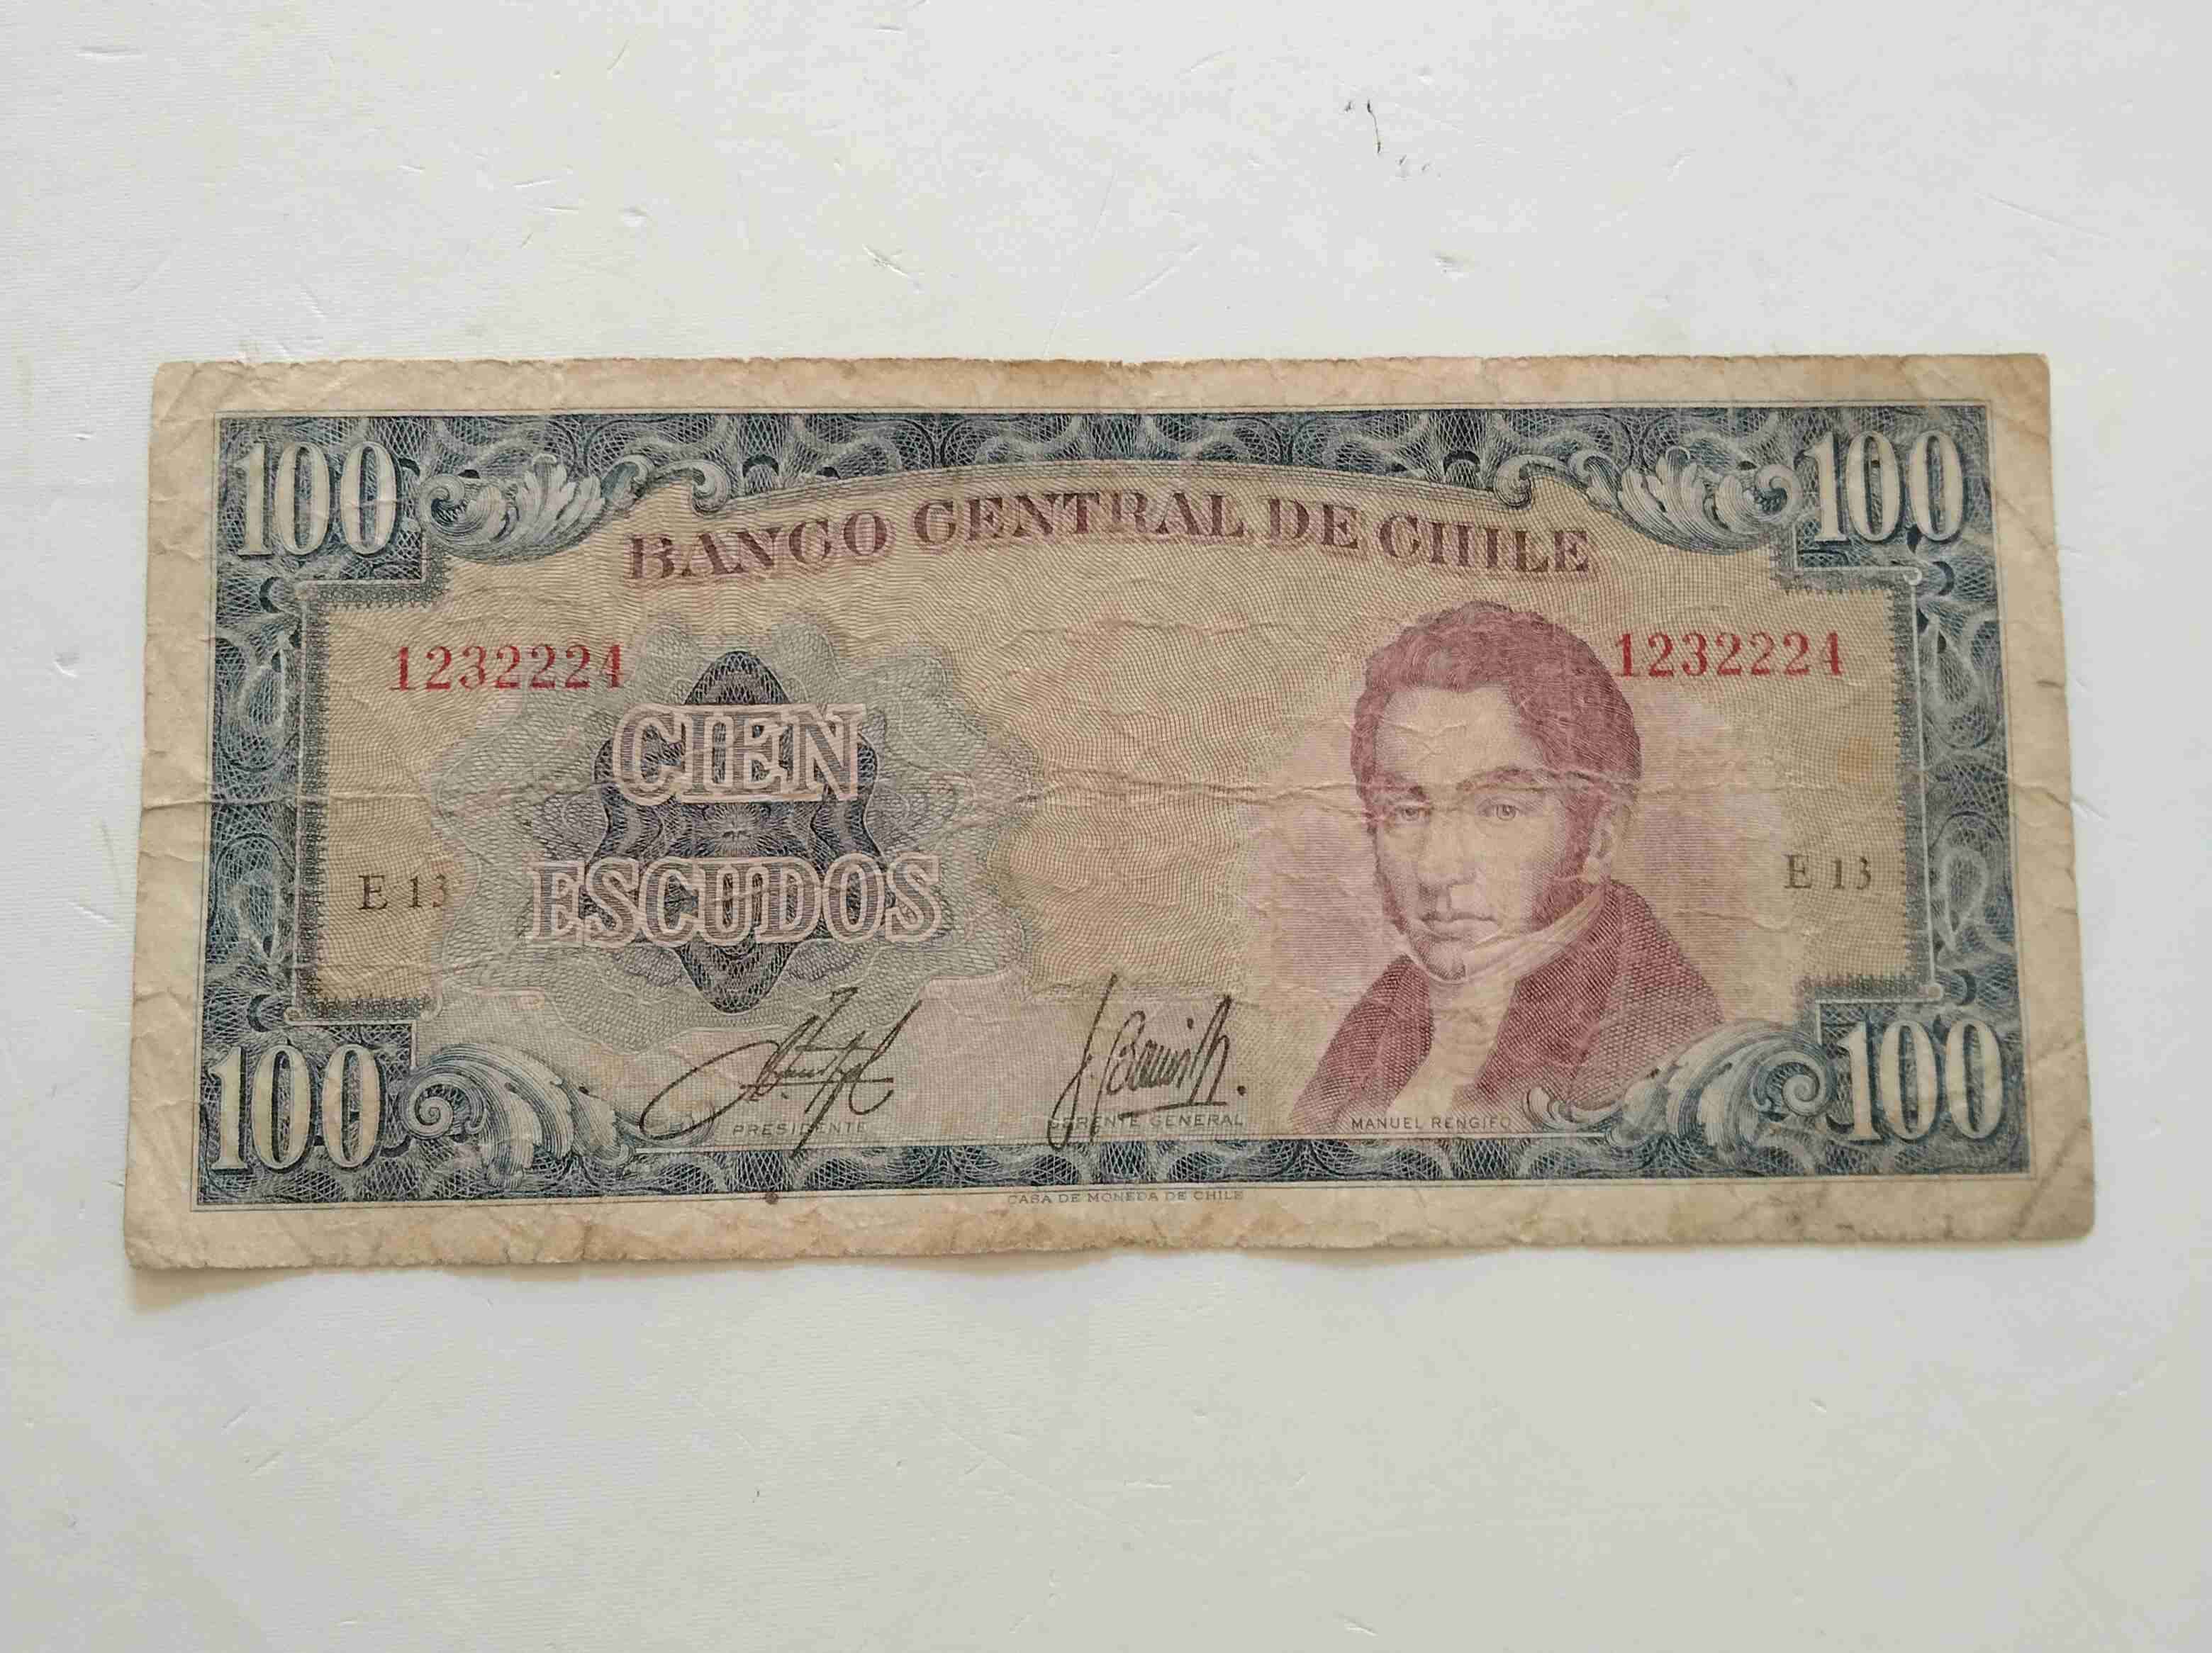 100 100
BANCO CENTRAL DE CHILE
1232224 1232224
CIEN
ESCUDOS
E 13 E 13
PRESIDENTE GERENTE GENERAL MANUEL RENGIFO
100 100
CASA DE MONEDA DE CHILE